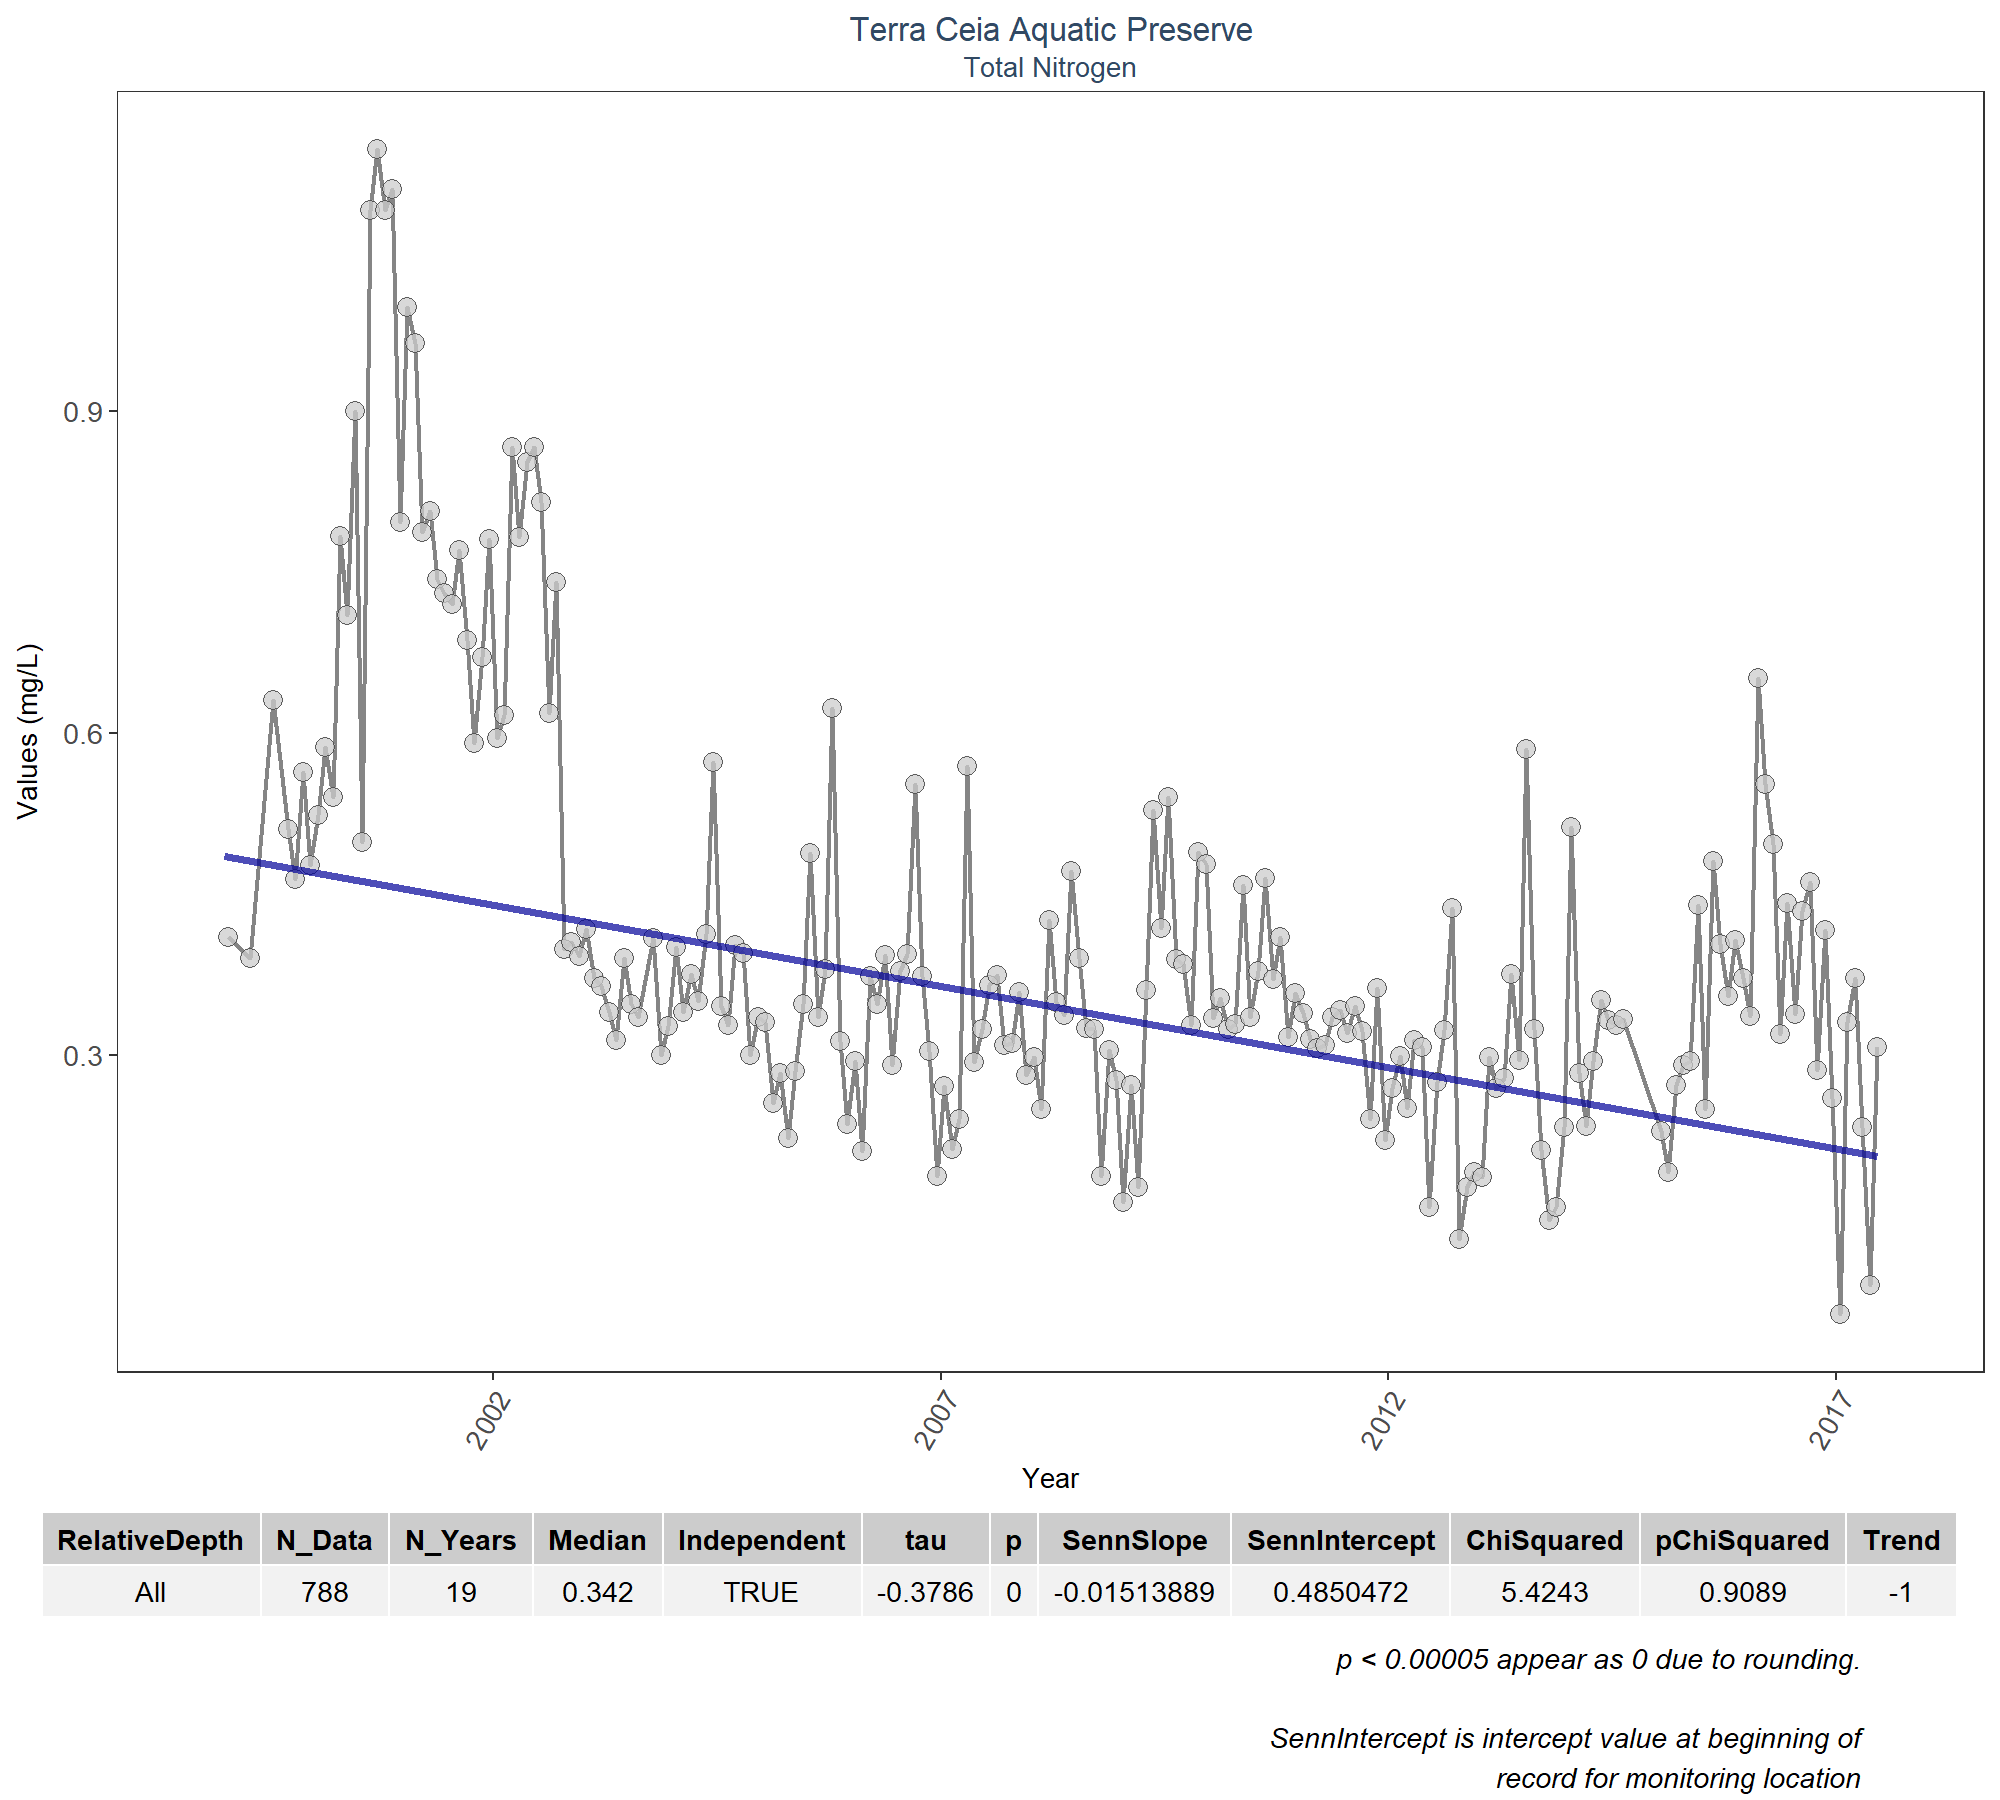 Terra Ceia Aquatic Preserve
Total Nitrogen
Values (mg/L)
0.9
0.6
0.3
2002 2007 2012 2017
Year
RelativeDepth N_Data N_Years Median Independent tau p SennSlope SennIntercept ChiSquared pChiSquared Trend
All 788 19 0.342 TRUE -0.3786 0 -0.01513889 0.4850472 5.4243 0.9089 -1
p < 0.00005 appear as 0 due to rounding.
SennIntercept is intercept value at beginning of
record for monitoring location